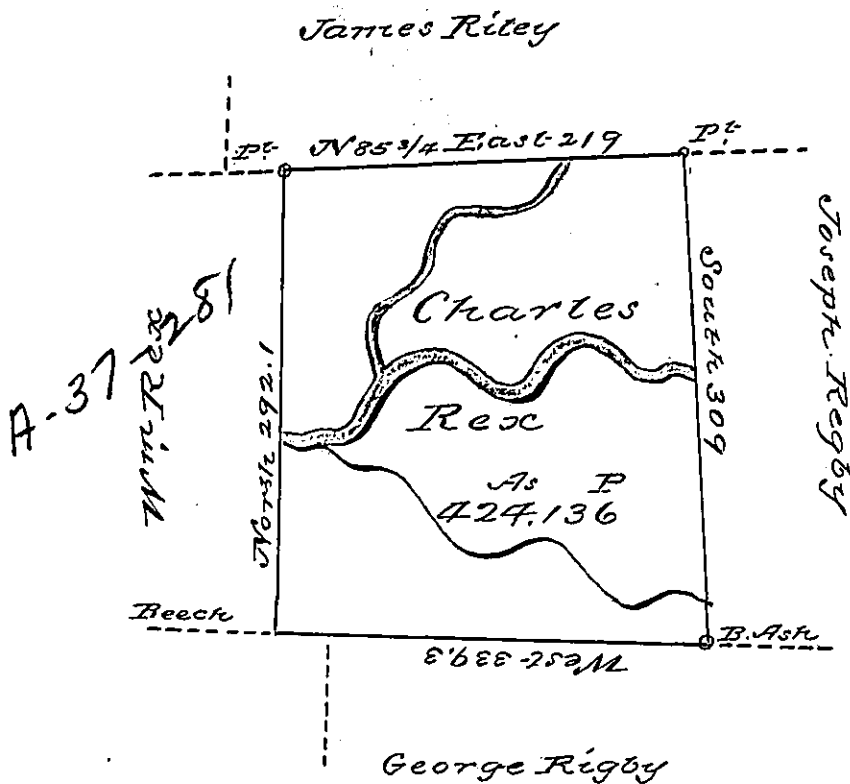 James Riley
Pt.
N 85 3/4 East 219
Pt.
Joseph Regby
South 309
Charles
Rex
As P
424.136
A-37 281
Wm Rex
North 292.1
Beech
B. Ash
West 339.3
George Rigby